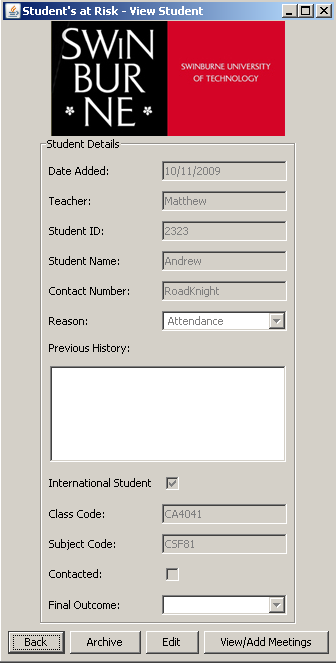 Student's at Risk - View Student
SWiN
BUR
NE
SWINBURNE UNIVERSITY
OF TECHNOLOGY
Student Details
Date Added: 10/11/2009
Teacher: Matthew
Student ID: 2323
Student Name: Andrew
Contact Number: RoadKnight
Reason: Attendance
Previous History:
International Student
Class Code: CA4041
Subject Code: CSF81
Contacted:
Final Outcome:
Back Archive Edit View/Add Meetings